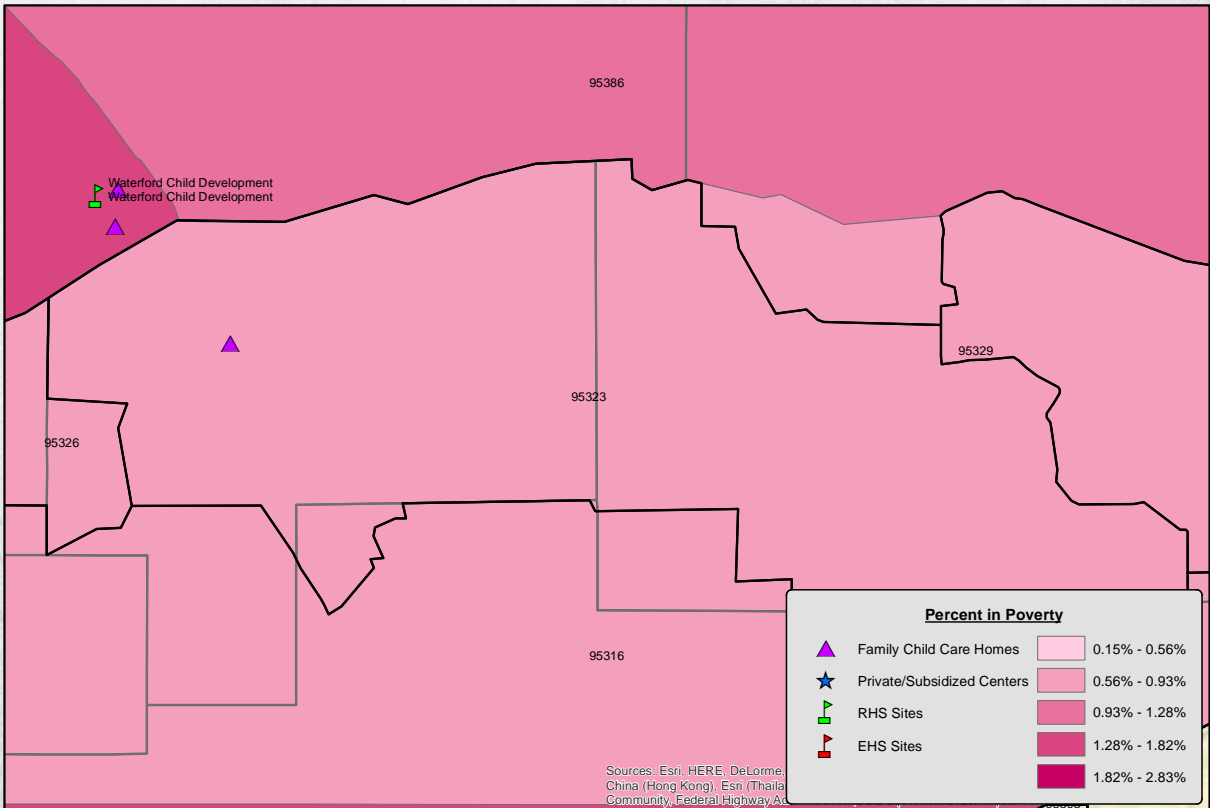 95386
Waterford Child Development
Waterford Child Development
95329
95323
95326
95316
Percent in Poverty
Family Child Care Homes
0.15% - 0.56%
Private/Subsidized Centers
0.56% - 0.93%
RHS Sites
0.93% - 1.28%
EHS Sites
1.28% - 1.82%
1.82% - 2.83%
Sources: Esri, HERE, DeLorme,
China (Hong Kong), Esri (Thaila
Community, Federal Highway